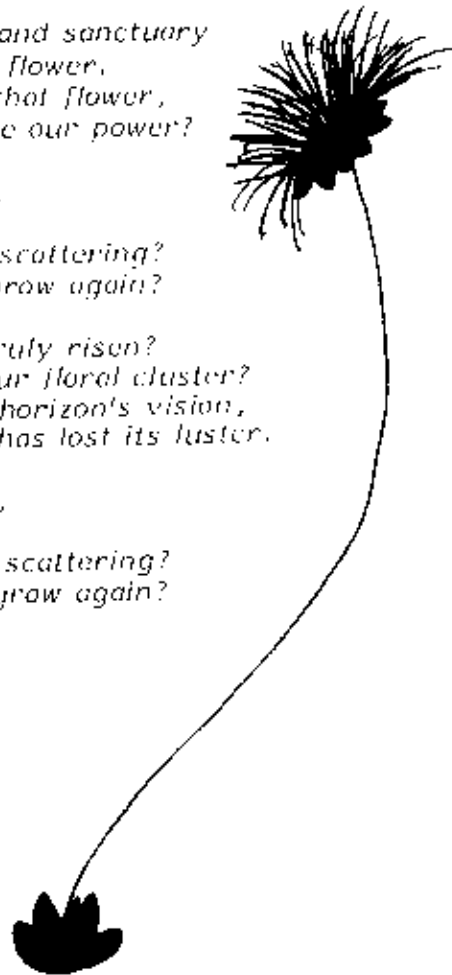 and sanctuary
flower,
that flower,
e our power?
scattering?
grow again?
ruly risen?
ur floral cluster?
horizon's vision,
has lost its luster.
scattering?
grow again?